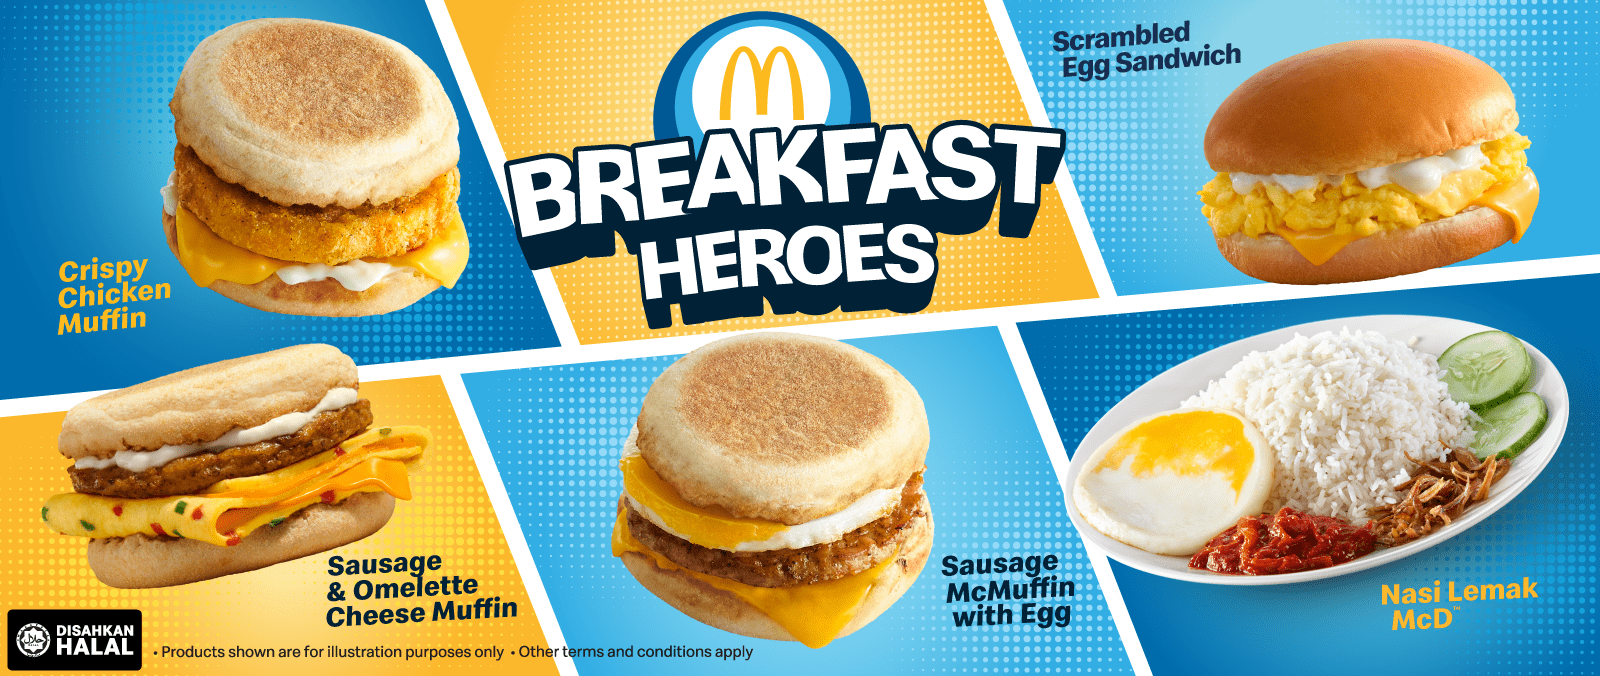 BREAKFAST
HEROES
Scrambled
Egg Sandwich
Crispy
Chicken
Muffin
Sausage
& Omelette
Cheese Muffin
Sausage
McMuffin
with Egg
Nasi Lemak
McD™
DISAHKAN
HALAL
• Products shown are for illustration purposes only • Other terms and conditions apply